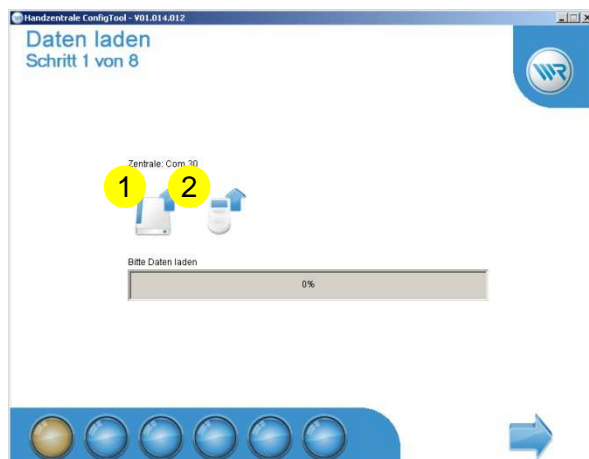 Handzentrale ConfigTool - V01.014.012
Daten laden
Schritt 1 von 8
WR
Zentrale: Com 30
1 2
Bitte Daten laden
0%